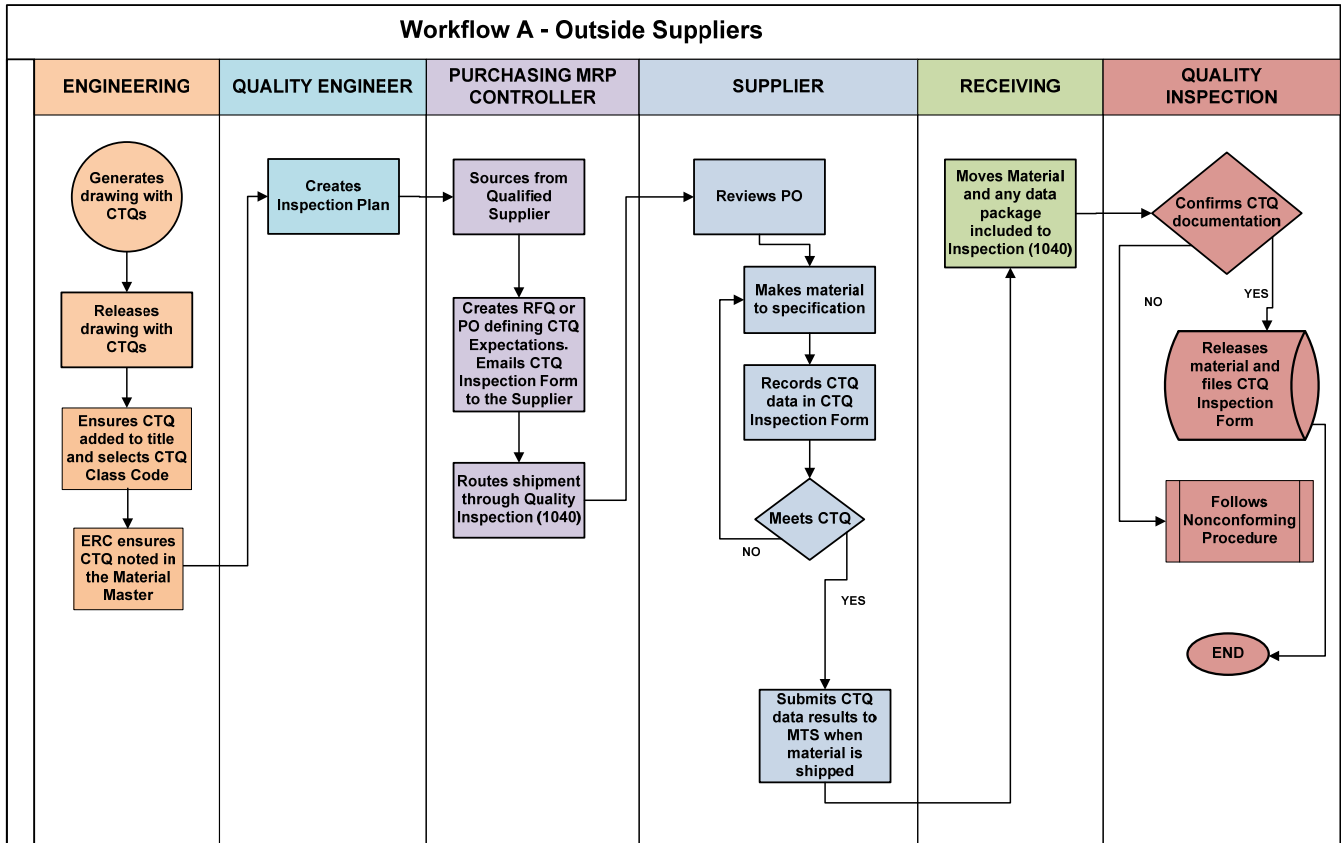 Workflow A - Outside Suppliers
ENGINEERING
QUALITY ENGINEER
PURCHASING MRP
CONTROLLER
SUPPLIER
RECEIVING
QUALITY
INSPECTION
Generates
drawing with
CTQs
Releases
drawing with
CTQs
Ensures CTQ
added to title
and selects CTQ
Class Code
ERC ensures
CTQ noted in
the Material
Master
Creates
Inspection Plan
Sources from
Qualified
Supplier
Creates RFQ or
PO defining CTQ
Expectations.
Emails CTQ
Inspection Form
to the Supplier
Routes shipment
through Quality
Inspection (1040)
Reviews PO
Makes material
to specification
Records CTQ
data in CTQ
Inspection Form
Meets CTQ
NO
YES
Submits CTQ
data results to
MTS when
material is
shipped
Moves Material
and any data
package
included to
Inspection (1040)
Confirms CTQ
documentation
NO
YES
Releases
material and
files CTQ
Inspection
Form
Follows
Nonconforming
Procedure
END